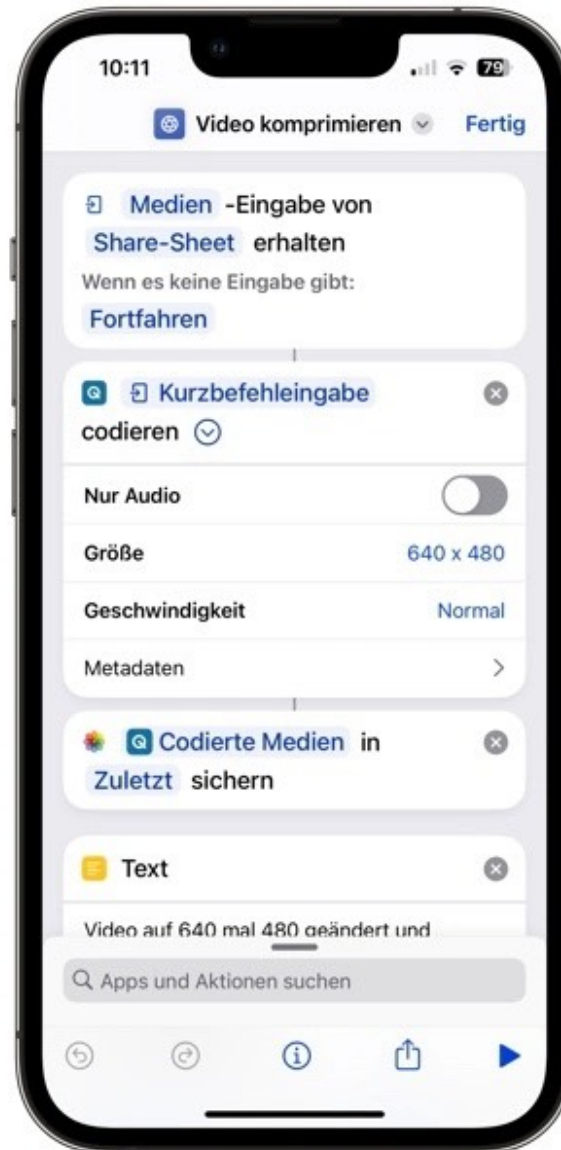 10:11
79
Video komprimieren
Fertig
Medien -Eingabe von
Share-Sheet erhalten
Wenn es keine Eingabe gibt:
Fortfahren
Kurzbefehleingabe
codieren
Nur Audio
Größe 640 x 480
Geschwindigkeit Normal
Metadaten
Codierte Medien in
Zuletzt sichern
Text
Video auf 640 mal 480 geändert und
Apps und Aktionen suchen